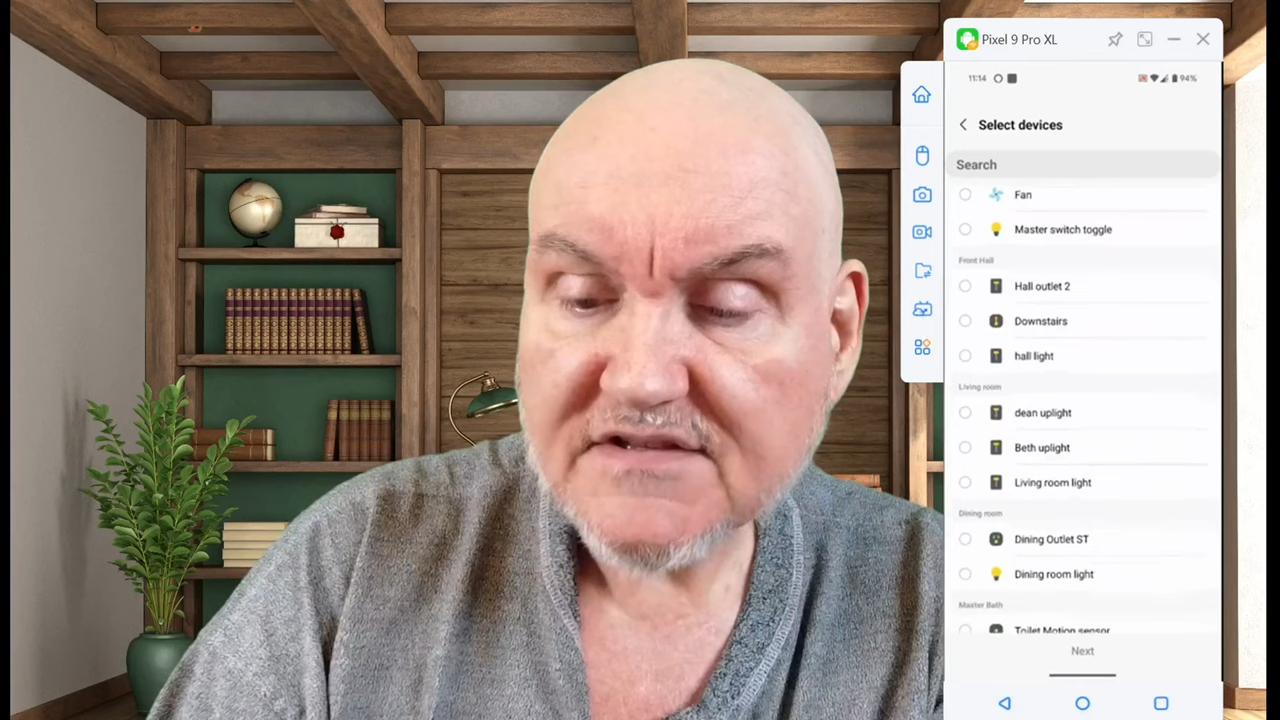 Pixel 9 Pro XL
11:14
94%
Select devices
Search
Fan
Master switch toggle
Front Hall
Hall outlet 2
Downstairs
hall light
Living room
dean uplight
Beth uplight
Living room light
Dining room
Dining Outlet ST
Dining room light
Master Bath
Toilet Motion sensor
Next